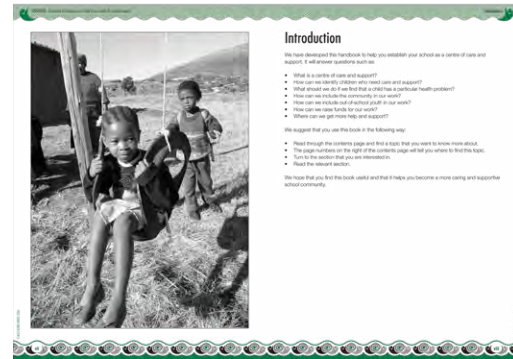 Introduction
We have developed this handbook to help you establish your school as a centre of care and
support. It will answer questions such as:
• What is a centre of care and support?
• How can we identify children who need care and support?
• What should we do if we find that a child has a particular health problem?
• How can we include the community in our work?
• How can we include out-of-school youth in our work?
• How can we raise funds for our work?
• Where can we get more help and support?
We suggest that you use this book in the following way:
• Read through the contents page and find a topic that you want to know more about.
• The page numbers on the right of the contents page will tell you where to find this topic.
• Turn to the section that you are interested in.
• Read the relevant section.
We hope that you find this book useful and that it helps you become a more caring and supportive
school community.